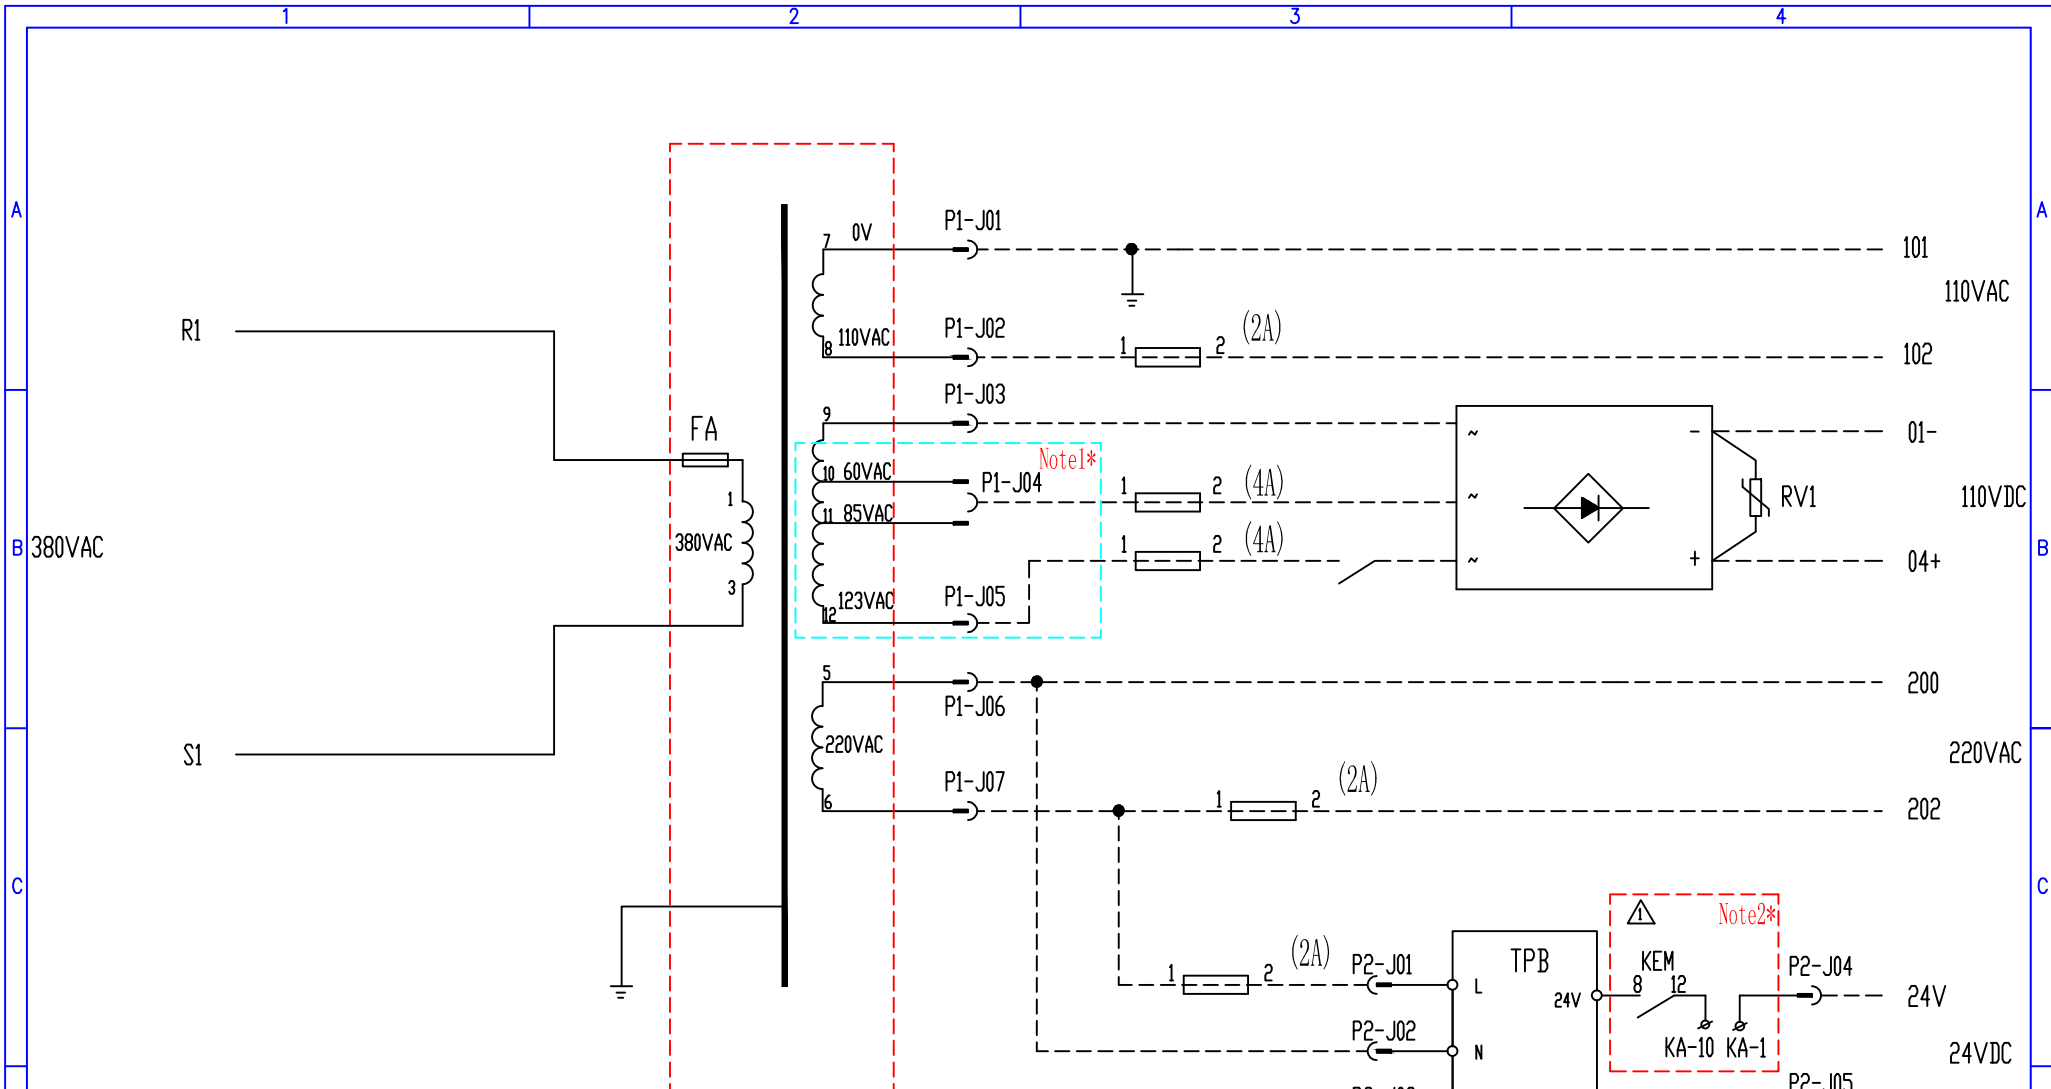 1 2 3 4
A A
P1-J01
7 0V
101
110VAC
R1
P1-J02 (2A)
110VAC
8 1 2 102
P1-J03
9
FA
~ - 01-
Note1*
10 60VAC
P1-J04 1 2 (4A)
~ RV1 110VDC
1
11 85VAC
B 380VAC 380VAC 1 2 (4A) B
~ + 04+
3
P1-J05
123VAC
12
5
200
P1-J06
220VAC
S1 220VAC
P1-J07 (2A)
6 1 2 202
C C
1 Note2*
(2A)
1 2 P2-J01 TPB KEM P2-J04
L 8 12
24V 24V
P2-J02
N KA-10 KA-1 24VDC
P2-J05